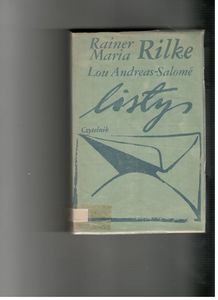 Rainer
Maria Rilke
Lou Andreas-Salomé
listy
Czytelnik